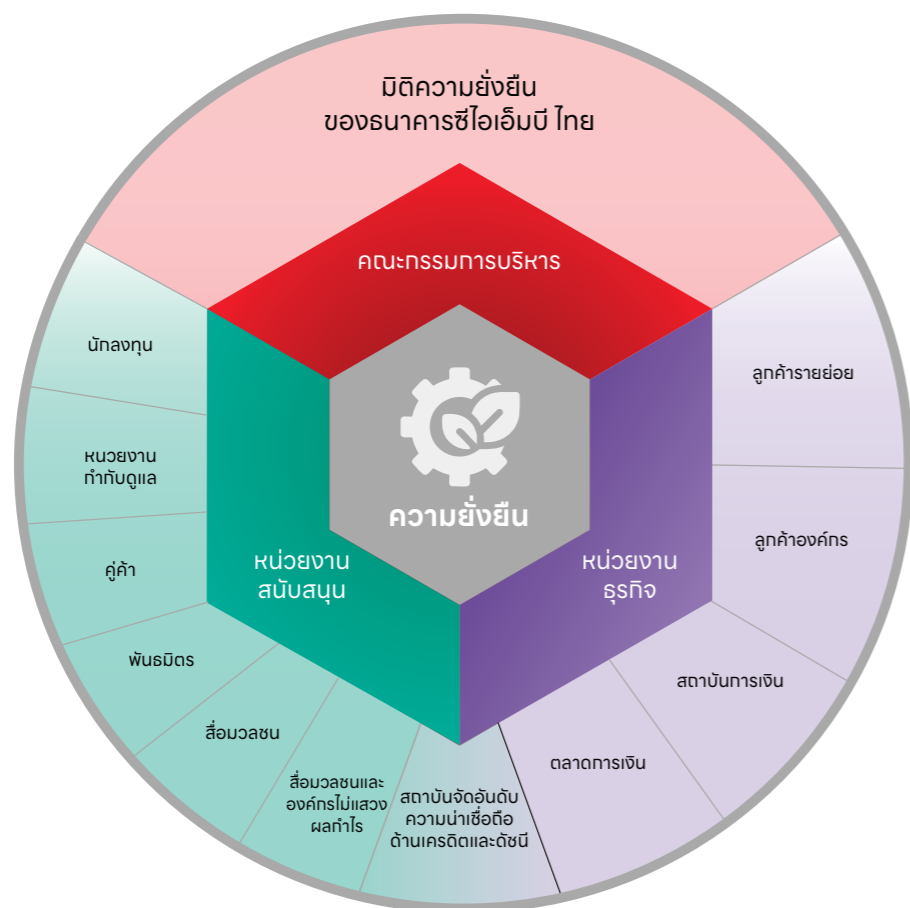 มิติความยั่งยืน
ของธนาคารซีไอเอ็มบี ไทย
คณะกรรมการบริหาร
ความยั่งยืน
หน่วยงาน
สนับสนุน
หน่วยงาน
ธุรกิจ
นักลงทุน
หนวยงาน
กำกับดูแล
คู่ค้า
พันธมิตร
สื่อมวลชน
สื่อมวลชนและ
องค์กรไม่แสวง
ผลกำไร
สถาบันจัดอันดับ
ความน่าเชื่อถือ
ด้านเครดิตและดัชนี
ตลาดการเงิน
สถาบันการเงิน
ลูกค้าองค์กร
ลูกค้ารายย่อย